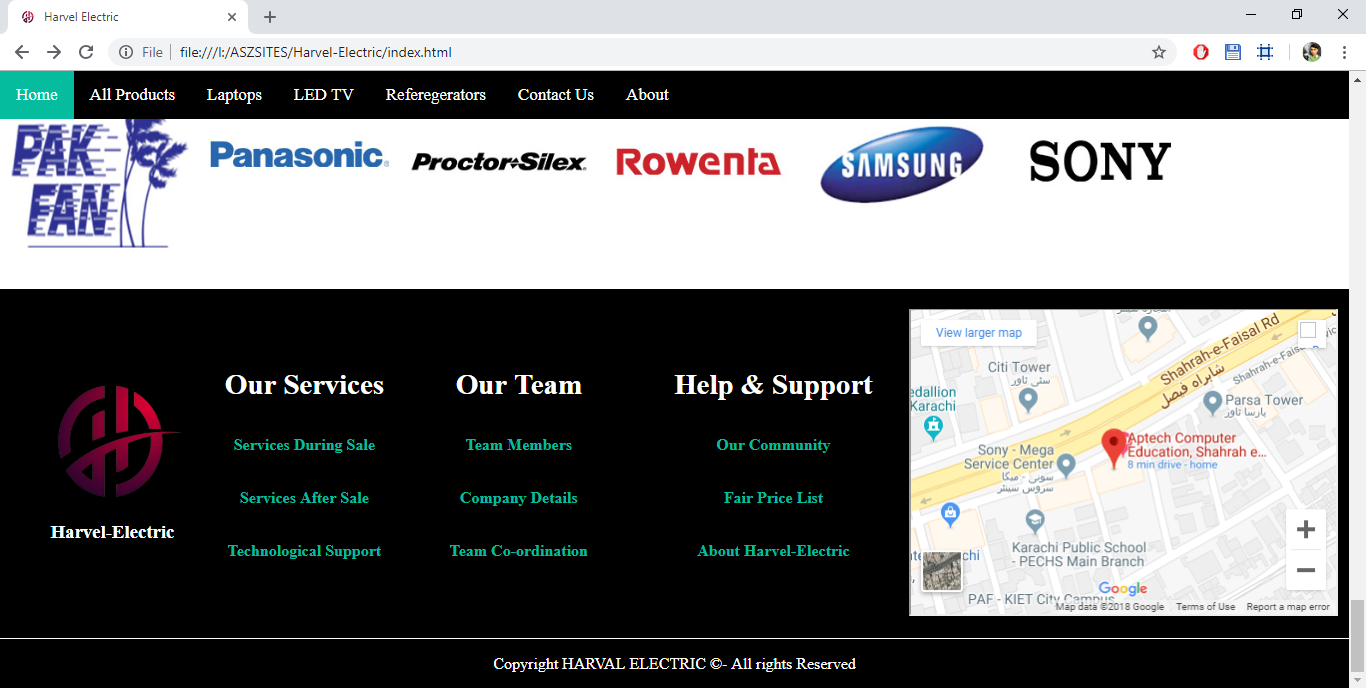 Harvel Electric
File
file:///I:/ASZSITES/Harvel-Electric/index.html
Home All Products Laptops LED TV Referegerators Contact Us About
PAK
FAN
Panasonic
Proctor Silex
Rowenta
SAMSUNG
SONY
Harvel-Electric
Our Services
Services During Sale
Services After Sale
Technological Support
Our Team
Team Members
Company Details
Team Co-ordination
Help & Support
Our Community
Fair Price List
About Harvel-Electric
View larger map
Shahrah-e-Faisal Rd
شاہراہ فیصل
Shahrah-e-Faisal
Citi Tower
سٹی ٹاور
Parsa Tower
پارسا ٹاور
Karachi
Aptech Computer
Education, Shahrah e...
8 min drive - home
Sony - Mega
Service Center
سونی - میگا
سروس سینٹر
Karachi Public School
- PECHS Main Branch
PAF - KIET City Campus
Google
Map data ©2018 Google Terms of Use Report a map error
Copyright HARVAL ELECTRIC ©- All rights Reserved